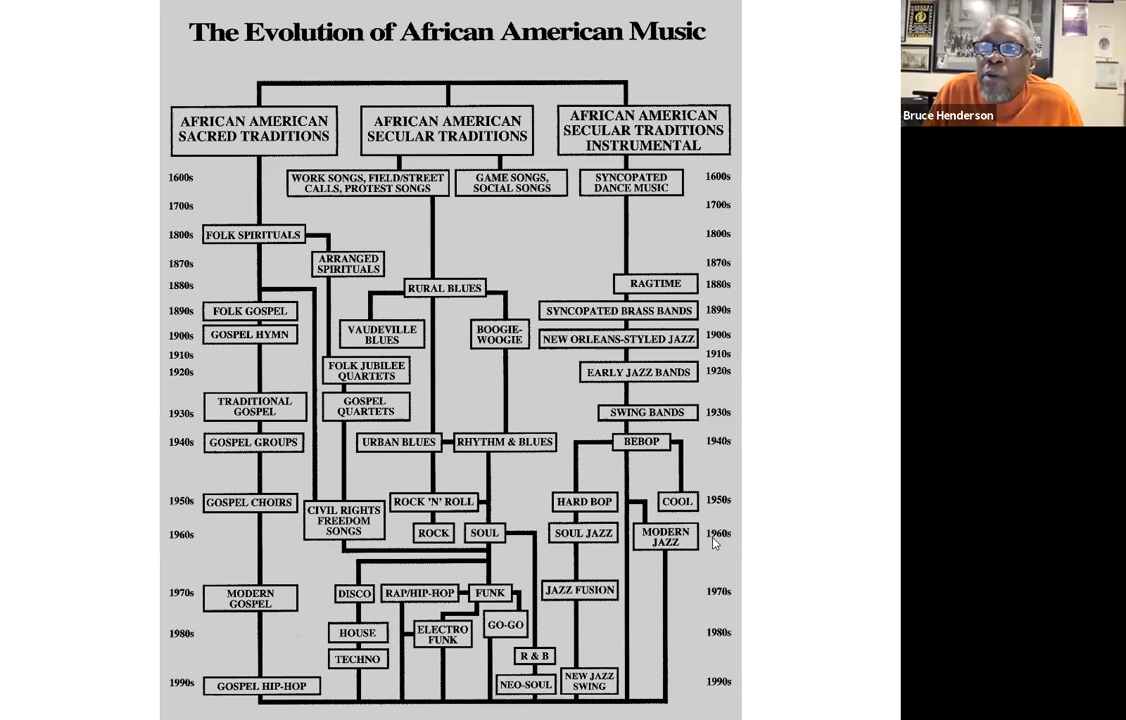 The Evolution of African American Music
AFRICAN AMERICAN
SACRED TRADITIONS
AFRICAN AMERICAN
SECULAR TRADITIONS
AFRICAN AMERICAN
SECULAR TRADITIONS
INSTRUMENTAL
1600s
WORK SONGS, FIELD/STREET
CALLS, PROTEST SONGS
GAME SONGS,
SOCIAL SONGS
SYNCOPATED
DANCE MUSIC
1600s
1700s
1700s
1800s
FOLK SPIRITUALS
1800s
ARRANGED
SPIRITUALS
1870s
1870s
1880s
RURAL BLUES
RAGTIME
1880s
1890s
FOLK GOSPEL
SYNCOPATED BRASS BANDS
1890s
1900s
GOSPEL HYMN
VAUDEVILLE
BLUES
BOOGIE-
WOOGIE
NEW ORLEANS-STYLED JAZZ
1900s
1910s
1910s
1920s
FOLK JUBILEE
QUARTETS
EARLY JAZZ BANDS
1920s
1930s
TRADITIONAL
GOSPEL
GOSPEL
QUARTETS
SWING BANDS
1930s
1940s
GOSPEL GROUPS
URBAN BLUES
RHYTHM & BLUES
BEBOP
1940s
1950s
GOSPEL CHOIRS
CIVIL RIGHTS
FREEDOM
SONGS
ROCK 'N' ROLL
HARD BOP
COOL
1950s
1960s
ROCK
SOUL
SOUL JAZZ
MODERN
JAZZ
1960s
1970s
MODERN
GOSPEL
DISCO
RAP/HIP-HOP
FUNK
JAZZ FUSION
1970s
1980s
HOUSE
ELECTRO
FUNK
GO-GO
1980s
TECHNO
R & B
1990s
GOSPEL HIP-HOP
NEO-SOUL
NEW JAZZ
SWING
1990s
Bruce Henderson